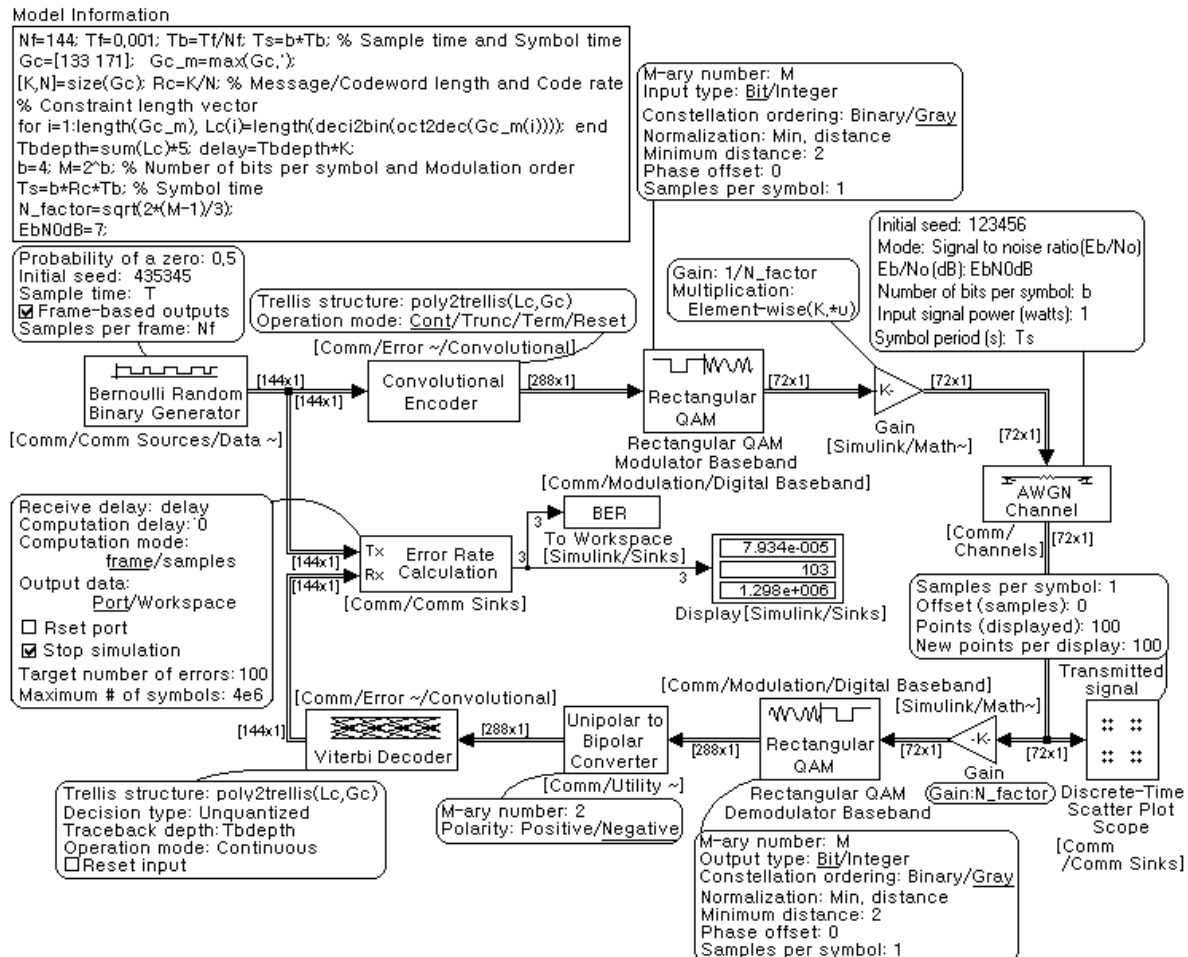 Model Information
Nf=144; Tf=0,001; Tb=Tf/Nf; Ts=b*Tb; % Sample time and Symbol time
Gc=[133 171]; Gc_m=max(Gc,');
[K,N]=size(Gc); Rc=K/N; % Message/Codeword length and Code rate
% Constraint length vector
for i=1:length(Gc_m), Lc(i)=length(deci2bin(oct2dec(Gc_m(i)))); end
Tbdepth=sum(Lc)*5; delay=Tbdepth*K;
b=4; M=2^b; % Number of bits per symbol and Modulation order
Ts=b*Rc*Tb; % Symbol time
N_factor=sqrt(2*(M-1)/3);
EbN0dB=7;
M-ary number: M
Input type: Bit/Integer
Constellation ordering: Binary/Gray
Normalization: Min, distance
Minimum distance: 2
Phase offset: 0
Samples per symbol: 1
Initial seed: 123456
Mode: Signal to noise ratio(Eb/No)
Eb/No (dB): EbN0dB
Number of bits per symbol: b
Input signal power (watts): 1
Symbol period (s): Ts
Probability of a zero: 0,5
Initial seed: 435345
Sample time: T
Frame-based outputs
Samples per frame: Nf
Trellis structure: poly2trellis(Lc,Gc)
Operation mode: Cont/Trunc/Term/Reset
Gain: 1/N_factor
Multiplication:
Element-wise(K,*u)
[Comm/Error ~/Convolutional]
Bernoulli Random
Binary Generator
[144x1]
[144x1]
Convolutional
Encoder
[288x1]
Rectangular
QAM
[72x1]
K-
[72x1]
[Comm/Comm Sources/Data ~]
Rectangular QAM
Modulator Baseband
[Comm/Modulation/Digital Baseband]
Gain
[Simulink/Math~]
[72x1]
AWGN
Channel
[Comm/
Channels]
[72x1]
Receive delay: delay
Computation delay: 0
Computation mode:
frame/samples
Output data:
Port/Workspace
Rset port
Stop simulation
Target number of errors: 100
Maximum # of symbols: 4e6
[144x1]
[144x1]
Tx
Rx
Error Rate
Calculation
[Comm/Comm Sinks]
3
3
BER
To Workspace
[Simulink/Sinks]
3
7.934e-005
103
1.298e+006
Display[Simulink/Sinks]
Samples per symbol: 1
Offset (samples): 0
Points (displayed): 100
New points per display: 100
Transmitted
signal
[Comm/Error ~/Convolutional]
[144x1]
Viterbi Decoder
[288x1]
Unipolar to
Bipolar
Converter
[Comm/Utility ~]
[288x1]
[Comm/Modulation/Digital Baseband]
Rectangular
QAM
[72x1]
[Simulink/Math~]
-K-
[72x1]
Gain
Gain:N_factor
Rectangular QAM
Demodulator Baseband
Discrete-Time
Scatter Plot
Scope
[Comm
/Comm Sinks]
Trellis structure: poly2trellis(Lc,Gc)
Decision type: Unquantized
Traceback depth: Tbdepth
Operation mode: Continuous
Reset input
M-ary number: 2
Polarity: Positive/Negative
M-ary number: M
Output type: Bit/Integer
Constellation ordering: Binary/Gray
Normalization: Min, distance
Minimum distance: 2
Phase offset: 0
Samples per symbol: 1